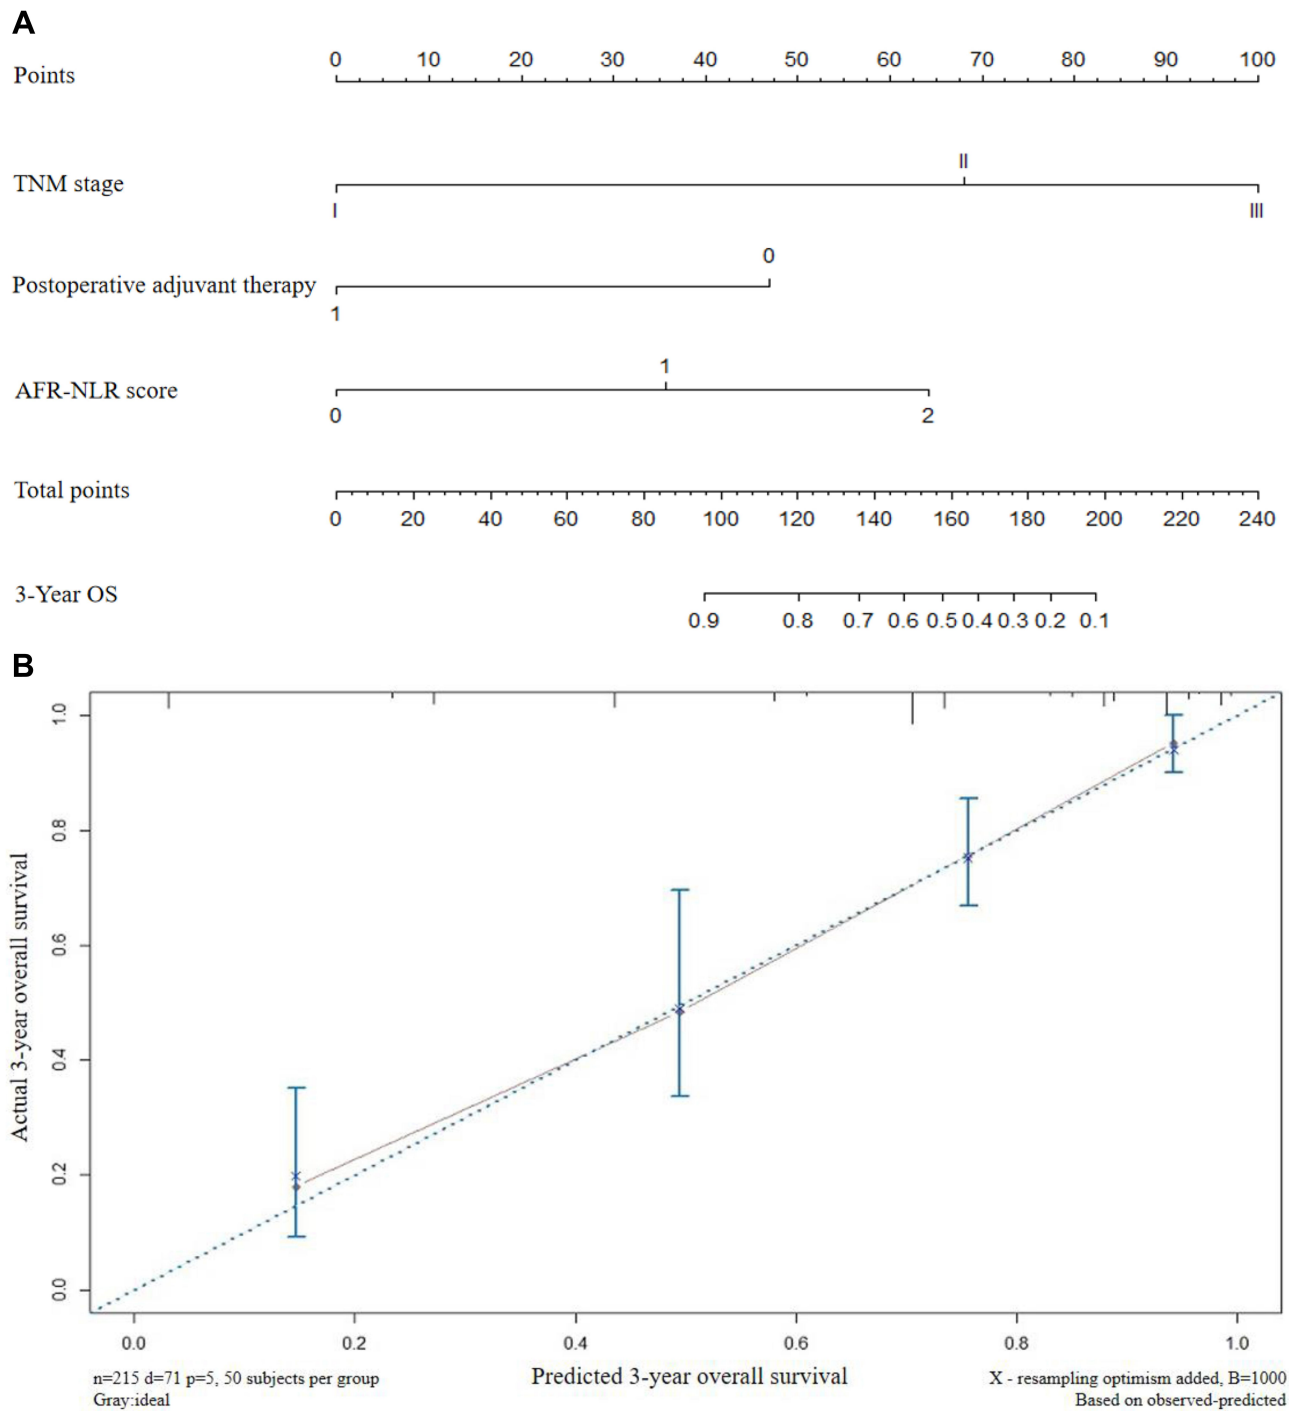 A
Points
0 10 20 30 40 50 60 70 80 90 100
TNM stage
II
I III
Postoperative adjuvant therapy
0
1
AFR-NLR score
1
0 2
Total points
0 20 40 60 80 100 120 140 160 180 200 220 240
3-Year OS
0.9 0.8 0.7 0.6 0.5 0.4 0.3 0.2 0.1
B
Actual 3-year overall survival
1.0
0.8
0.6
0.4
0.2
0.0
0.0 0.2 0.4 0.6 0.8 1.0
Predicted 3-year overall survival
n=215 d=71 p=5, 50 subjects per group
Gray:ideal
X - resampling optimism added, B=1000
Based on observed-predicted